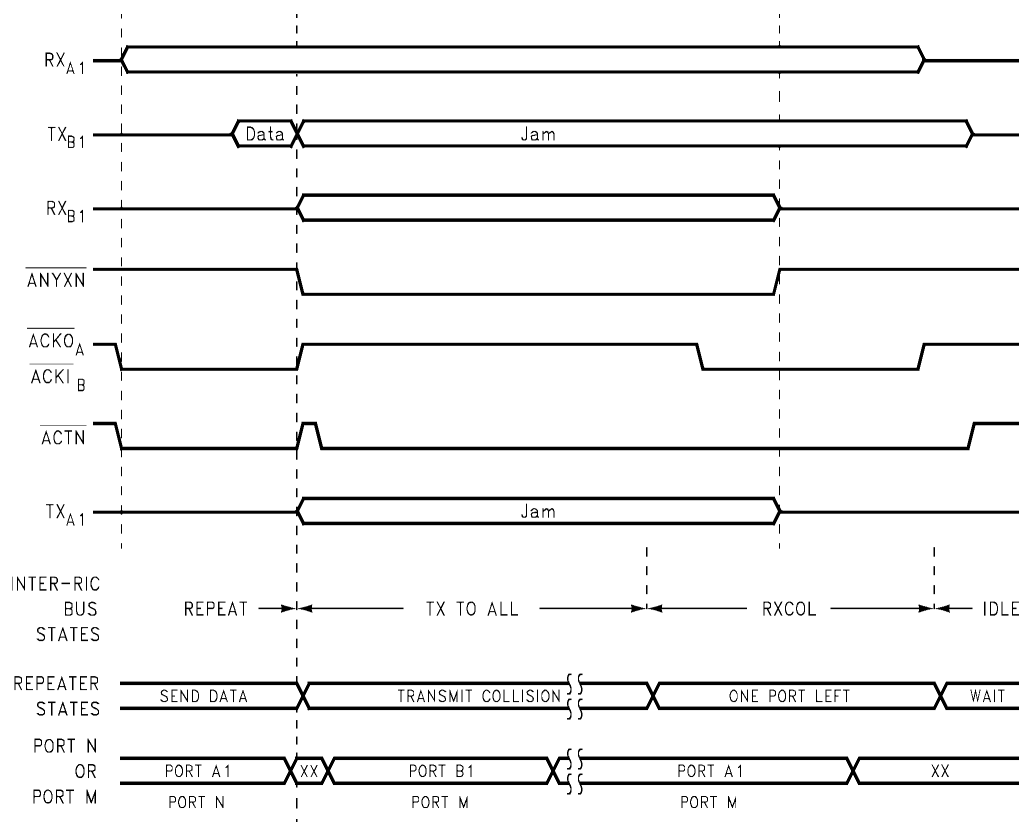 RXA1
TXB1 Data Jam
RXB1
ANYXN
ACKOA
ACKIB
ACTN
TXA1 Jam
INTER-RIC
BUS REPEAT TX TO ALL RXCOL IDLE
STATES
REPEATER
STATES SEND DATA TRANSMIT COLLISION ONE PORT LEFT WAIT
PORT N
OR PORT A1 XX PORT B1 PORT A1 XX
PORT M PORT N PORT M PORT M